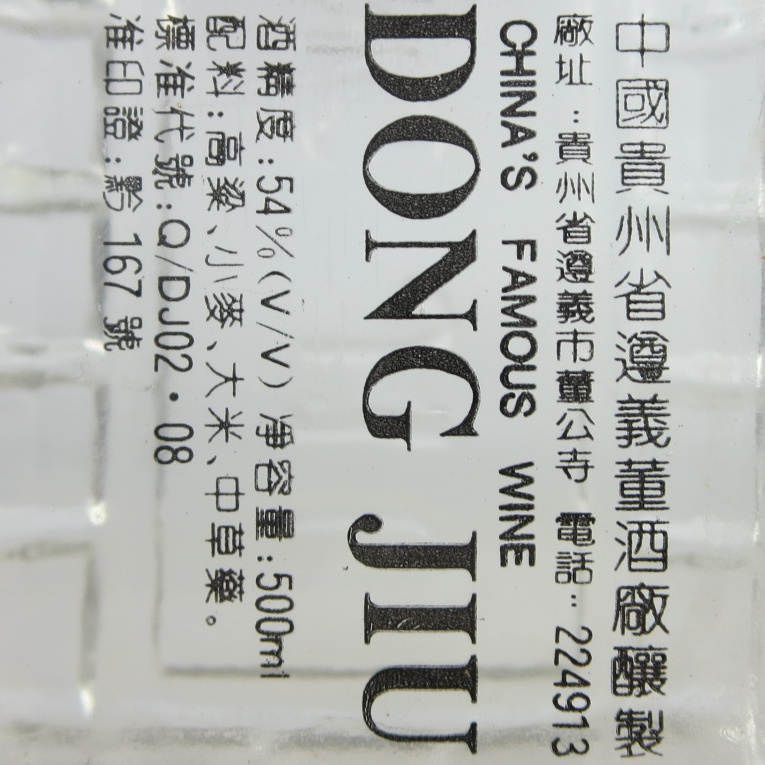 中國貴州省遵義董酒廠釀製
廠址：貴州省遵義市董公寺 電話：224913
CHINA'S FAMOUS WINE
DONG JIU
酒精度:54%(V/V) 淨容量:500ml
配料:高粱、小麥、大米、中草藥。
標准代號:Q/DJ02·08
准印證:黔167號